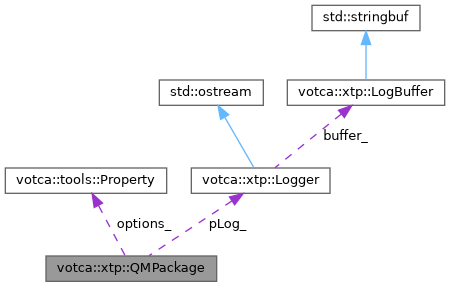 std::stringbuf
std::ostream
votca::xtp::LogBuffer
buffer_
votca::tools::Property
votca::xtp::Logger
options_
pLog_
votca::xtp::QMPackage